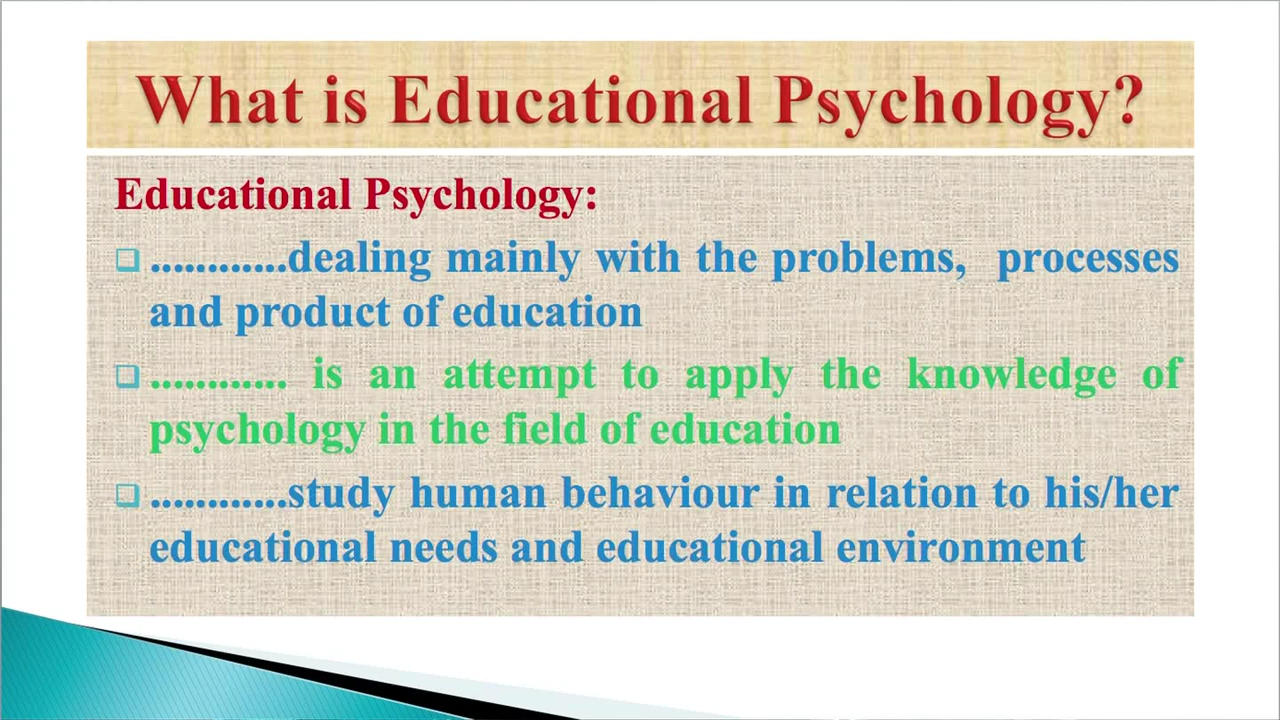 What is Educational Psychology?
Educational Psychology:
❑ ............dealing mainly with the problems, processes
and product of education
❑ ............ is an attempt to apply the knowledge of
psychology in the field of education
❑ ............study human behaviour in relation to his/her
educational needs and educational environment